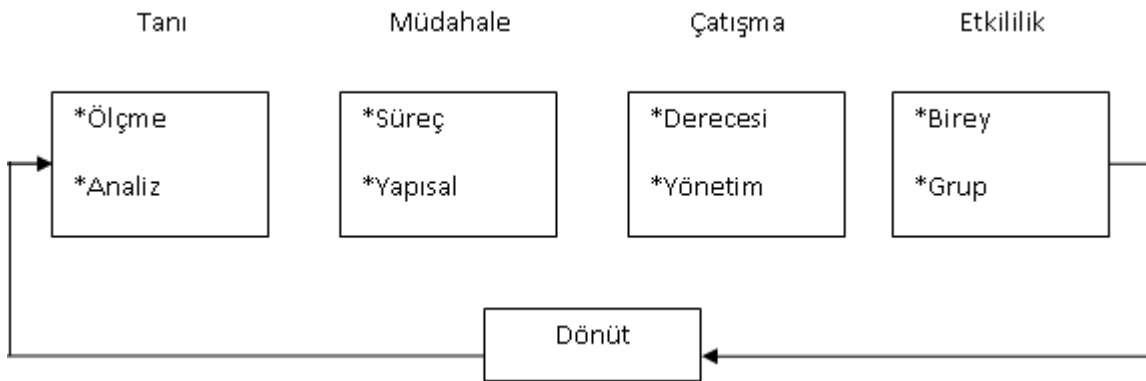 Tanı Müdahale Çatışma Etkililik
*Ölçme *Süreç *Derecesi *Birey
*Analiz *Yapısal *Yönetim *Grup
Dönüt